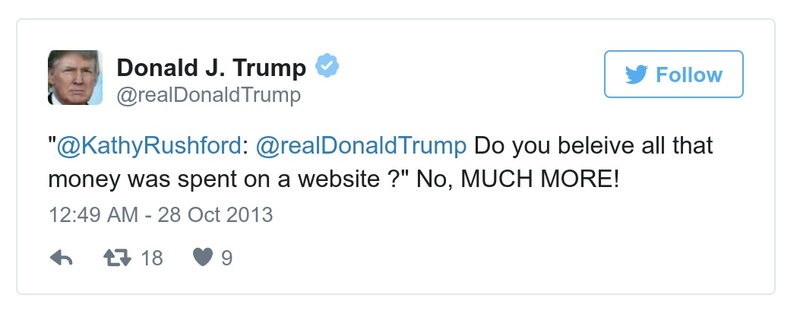 Donald J. Trump
@realDonaldTrump
Follow
"@KathyRushford: @realDonaldTrump Do you beleive all that
money was spent on a website ?" No, MUCH MORE!
12:49 AM - 28 Oct 2013
18 9